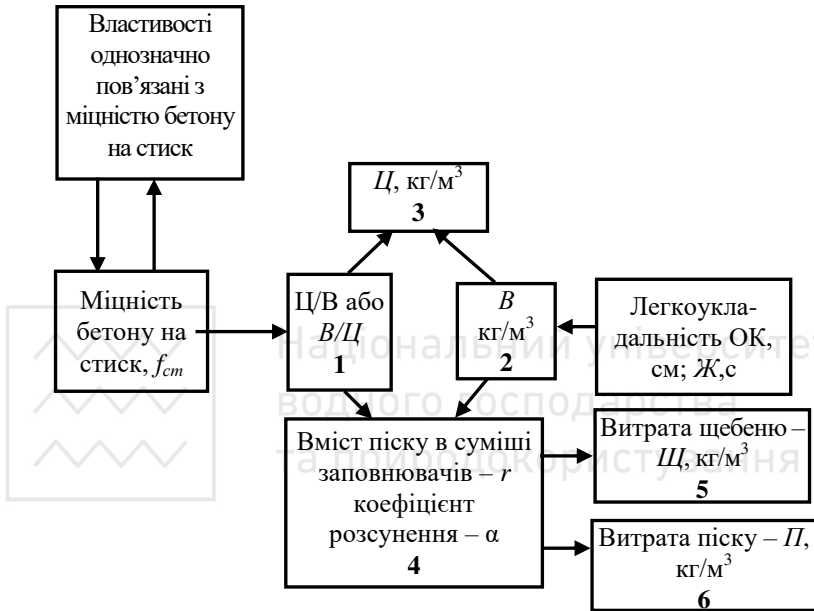 Властивості
однозначно
пов’язані з
міцністю бетону
на стиск
Ц, кг/м³
3
Міцність
бетону на
стиск, fcm
Ц/В або
В/Ц
1
В
кг/м³
2
Легкоукла-
дальність ОК,
см; Ж,с
Вміст піску в суміші
заповнювачів – r
коефіцієнт
розсунення – α
4
Витрата щебеню –
Щ, кг/м³
5
Витрата піску – П,
кг/м³
6
Національний університет
водного господарства
та природокористування